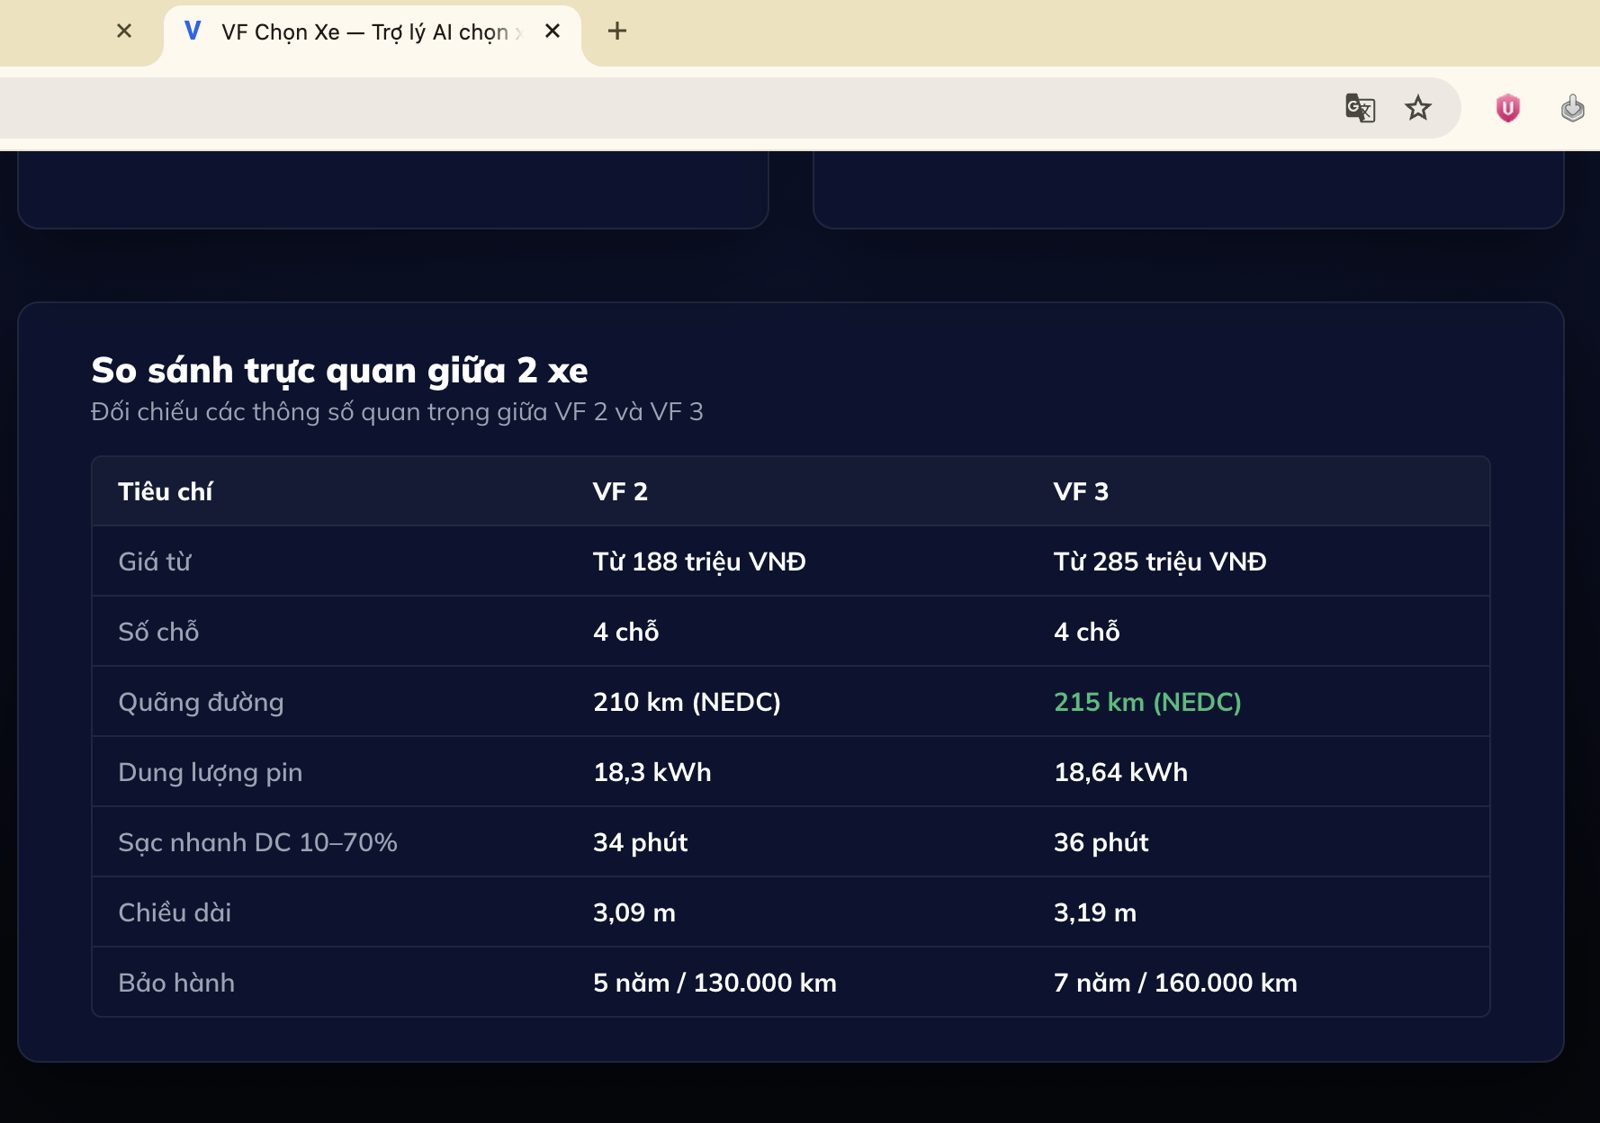 VF Chọn Xe — Trợ lý AI chọn
So sánh trực quan giữa 2 xe
Đối chiếu các thông số quan trọng giữa VF 2 và VF 3
Tiêu chí VF 2 VF 3
Giá từ Từ 188 triệu VNĐ Từ 285 triệu VNĐ
Số chỗ 4 chỗ 4 chỗ
Quãng đường 210 km (NEDC) 215 km (NEDC)
Dung lượng pin 18,3 kWh 18,64 kWh
Sạc nhanh DC 10–70% 34 phút 36 phút
Chiều dài 3,09 m 3,19 m
Bảo hành 5 năm / 130.000 km 7 năm / 160.000 km